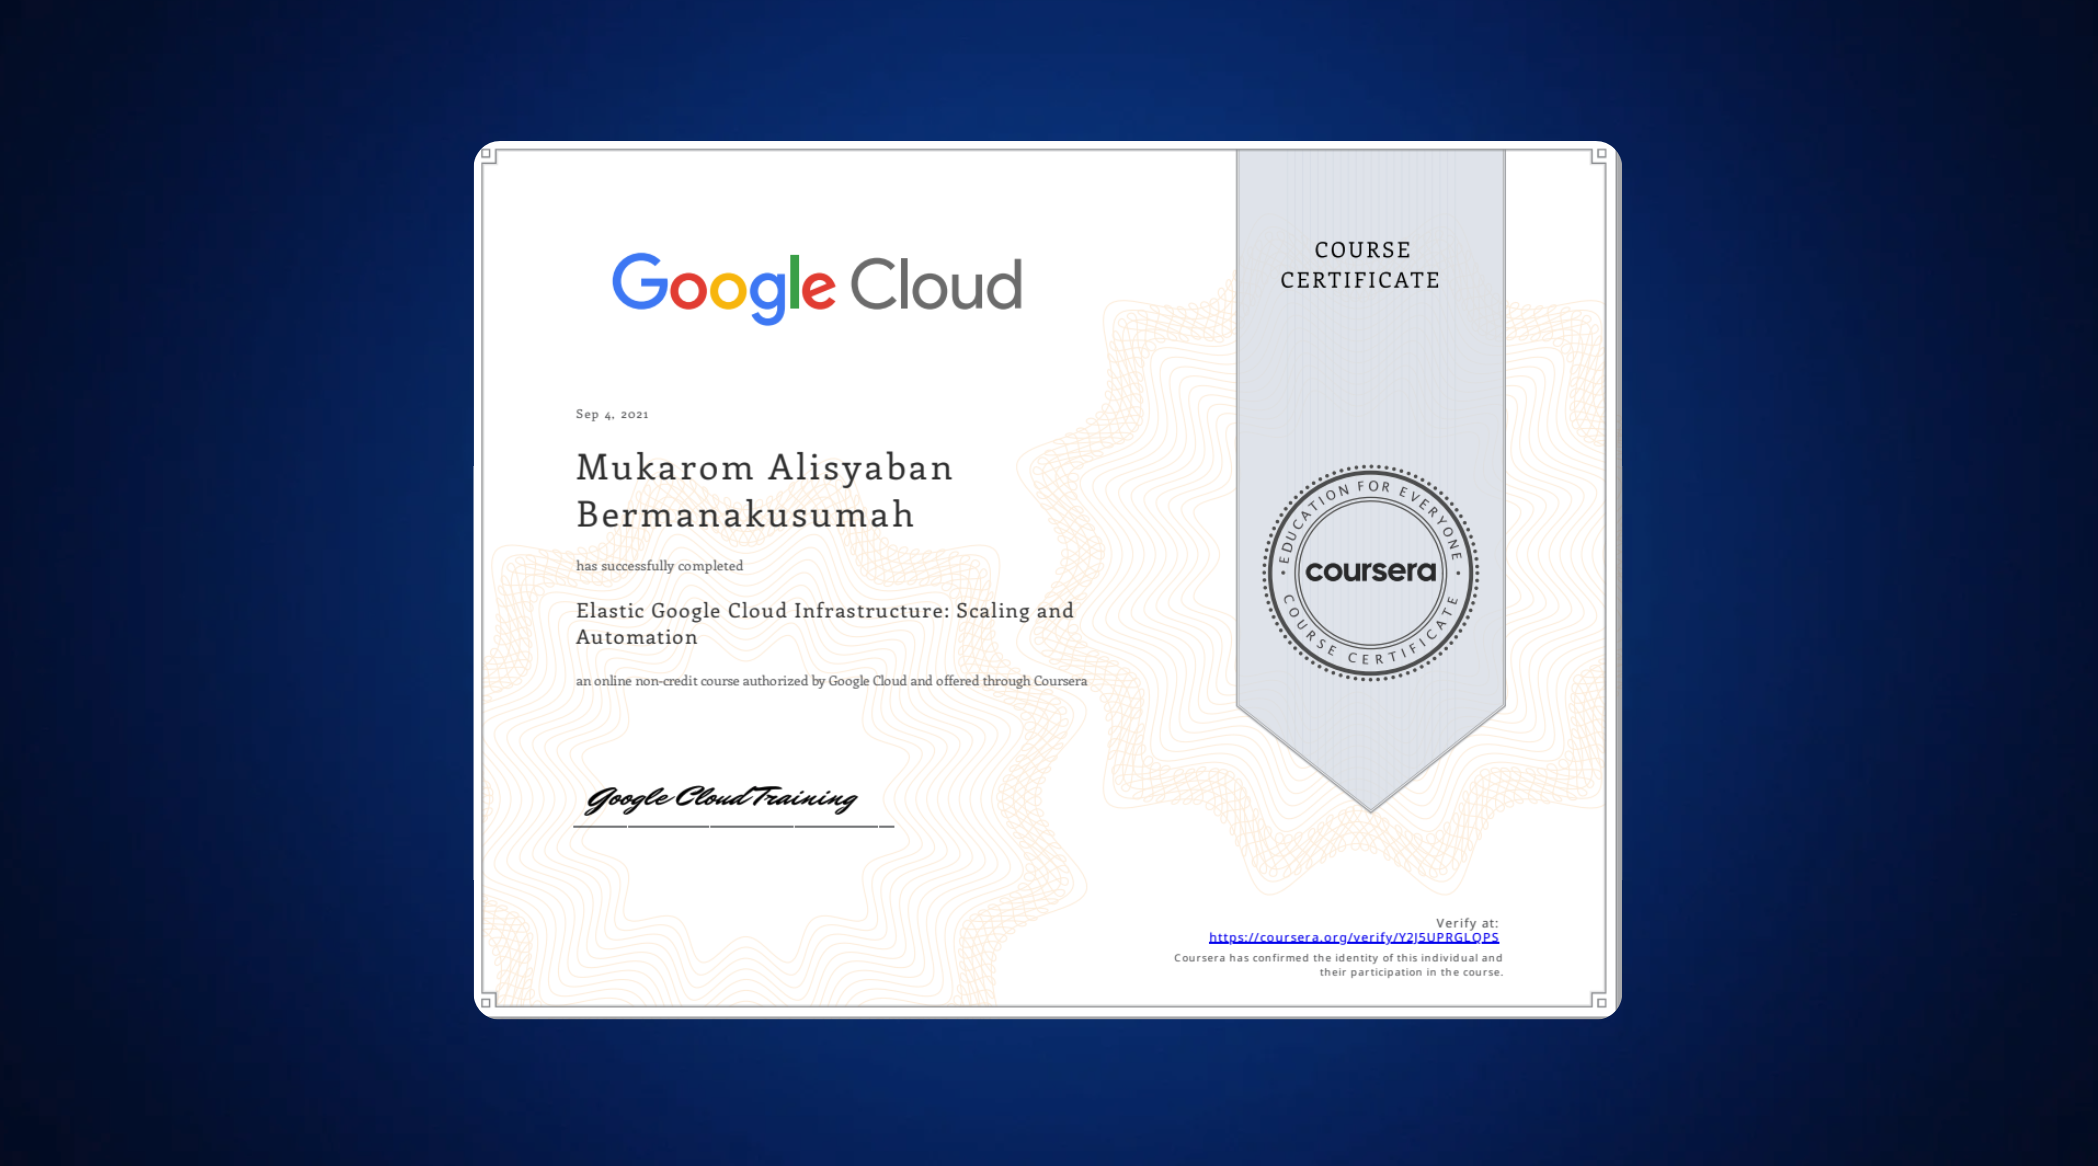 Google Cloud
COURSE
CERTIFICATE
Sep 4, 2021
Mukarom Alisyaban
Bermanakusumah
has successfully completed
Elastic Google Cloud Infrastructure: Scaling and
Automation
an online non-credit course authorized by Google Cloud and offered through Coursera
Google Cloud Training
EDUCATION FOR EVERYONE
coursera
COURSE CERTIFICATE
Verify at:
https://coursera.org/verify/Y2J5UPRGLQPS
Coursera has confirmed the identity of this individual and
their participation in the course.